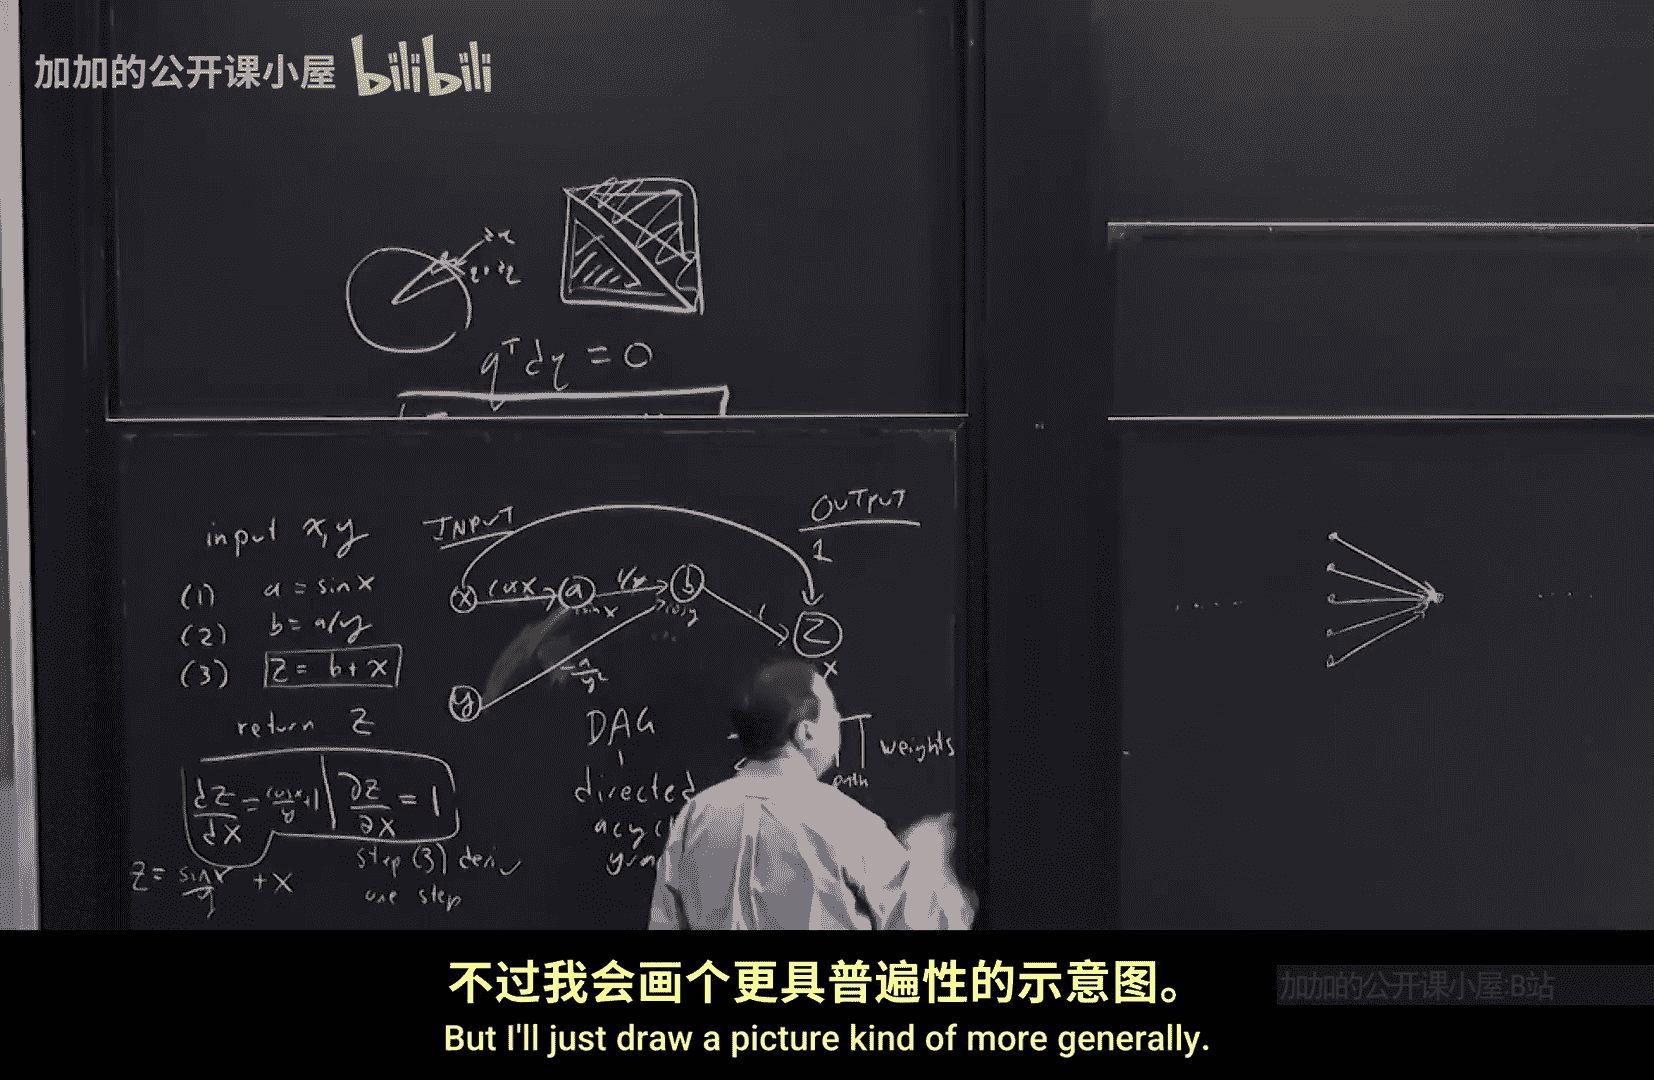 加加的公开课小屋 bilibili
qᵀdq = 0
input x, y
(1) a = sin x
(2) b = a/y
(3) z = b + x
return z
dz/dx = cos x/y + 1 | ∂z/∂x = 1
step (3) deriv
one step
z = sin x/y + x
INPUT
OUTPUT
1
x cos x a 1/y b
sin x
1
z
x
y -a/y²
DAG
directed
path
weights
不过我会画个更具普遍性的示意图。
But I'll just draw a picture kind of more generally.
加加的公开课小屋:B站